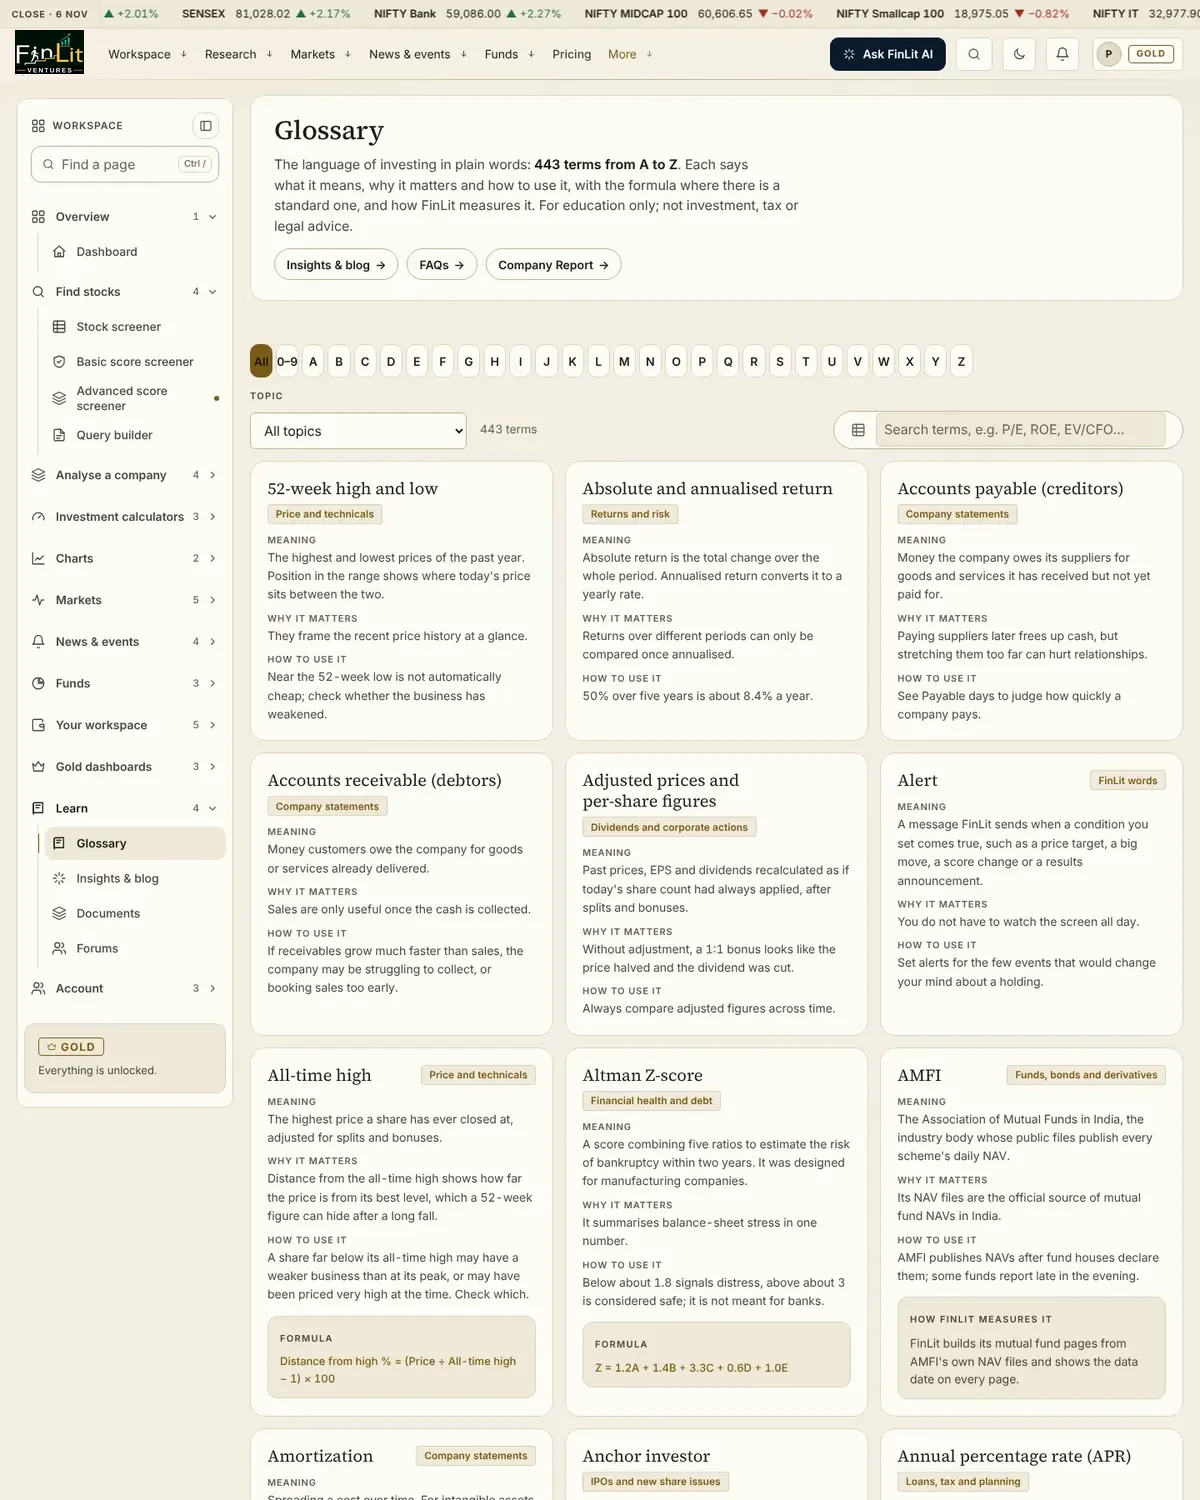 CLOSE · 6 NOV ▲ +2.01% SENSEX 81,028.02 ▲ +2.17% NIFTY Bank 59,086.00 ▲ +2.27% NIFTY MIDCAP 100 60,606.65 ▼ −0.02% NIFTY Smallcap 100 18,975.05 ▼ −0.82% NIFTY IT
FinLit
VENTURES
Workspace Research Markets News & events Funds Pricing More Ask FinLit AI P GOLD
WORKSPACE
Find a page Ctrl /
Overview 1
Dashboard
Find stocks 4
Stock screener
Basic score screener
Advanced score
screener
Query builder
Analyse a company 4
Investment calculators 3
Charts 2
Markets 5
News & events 4
Funds 3
Your workspace 5
Gold dashboards 3
Learn 4
Glossary
Insights & blog
Documents
Forums
Account 3
GOLD
Everything is unlocked.
Glossary
The language of investing in plain words: 443 terms from A to Z. Each says
what it means, why it matters and how to use it, with the formula where there is a
standard one, and how FinLit measures it. For education only; not investment, tax or
legal advice.
Insights & blog → FAQs → Company Report →
All 0–9 A B C D E F G H I J K L M N O P Q R S T U V W X Y Z
TOPIC
All topics 443 terms Search terms, e.g. P/E, ROE, EV/CFO...
52-week high and low
Price and technicals
MEANING
The highest and lowest prices of the past year.
Position in the range shows where today's price
sits between the two.
WHY IT MATTERS
They frame the recent price history at a glance.
HOW TO USE IT
Near the 52-week low is not automatically
cheap; check whether the business has
weakened.
Absolute and annualised return
Returns and risk
MEANING
Absolute return is the total change over the
whole period. Annualised return converts it to a
yearly rate.
WHY IT MATTERS
Returns over different periods can only be
compared once annualised.
HOW TO USE IT
50% over five years is about 8.4% a year.
Accounts payable (creditors)
Company statements
MEANING
Money the company owes its suppliers for
goods and services it has received but not yet
paid for.
WHY IT MATTERS
Paying suppliers later frees up cash, but
stretching them too far can hurt relationships.
HOW TO USE IT
See Payable days to judge how quickly a
company pays.
Accounts receivable (debtors)
Company statements
MEANING
Money customers owe the company for goods
or services already delivered.
WHY IT MATTERS
Sales are only useful once the cash is collected.
HOW TO USE IT
If receivables grow much faster than sales, the
company may be struggling to collect, or
booking sales too early.
Adjusted prices and
per-share figures
Dividends and corporate actions
MEANING
Past prices, EPS and dividends recalculated as if
today's share count had always applied, after
splits and bonuses.
WHY IT MATTERS
Without adjustment, a 1:1 bonus looks like the
price halved and the dividend was cut.
HOW TO USE IT
Always compare adjusted figures across time.
Alert FinLit words
MEANING
A message FinLit sends when a condition you
set comes true, such as a price target, a big
move, a score change or a results
announcement.
WHY IT MATTERS
You do not have to watch the screen all day.
HOW TO USE IT
Set alerts for the few events that would change
your mind about a holding.
All-time high Price and technicals
MEANING
The highest price a share has ever closed at,
adjusted for splits and bonuses.
WHY IT MATTERS
Distance from the all-time high shows how far
the price is from its best level, which a 52-week
figure can hide after a long fall.
HOW TO USE IT
A share far below its all-time high may have a
weaker business than at its peak, or may have
been priced very high at the time. Check which.
FORMULA
Distance from high % = (Price ÷ All-time high
− 1) × 100
Altman Z-score
Financial health and debt
MEANING
A score combining five ratios to estimate the risk
of bankruptcy within two years. It was designed
for manufacturing companies.
WHY IT MATTERS
It summarises balance-sheet stress in one
number.
HOW TO USE IT
Below about 1.8 signals distress, above about 3
is considered safe; it is not meant for banks.
FORMULA
Z = 1.2A + 1.4B + 3.3C + 0.6D + 1.0E
AMFI Funds, bonds and derivatives
MEANING
The Association of Mutual Funds in India, the
industry body whose public files publish every
scheme's daily NAV.
WHY IT MATTERS
Its NAV files are the official source of mutual
fund NAVs in India.
HOW TO USE IT
AMFI publishes NAVs after fund houses declare
them; some funds report late in the evening.
HOW FINLIT MEASURES IT
FinLit builds its mutual fund pages from
AMFI's own NAV files and shows the data
date on every page.
Amortization Company statements
MEANING
Spreading a cost over time. For intangible assets
Anchor investor
IPOs and new share issues
Annual percentage rate (APR)
Loans, tax and planning